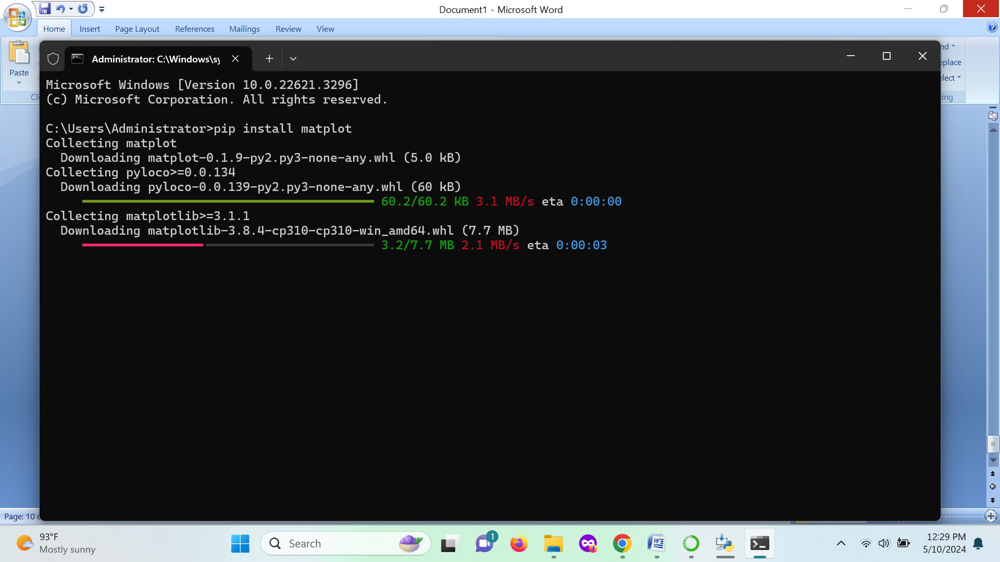 Document1 - Microsoft Word
Home Insert Page Layout References Mailings Review View
Paste
Administrator: C:\Windows\sy
Microsoft Windows [Version 10.0.22621.3296]
(c) Microsoft Corporation. All rights reserved.
C:\Users\Administrator>pip install matplot
Collecting matplot
Downloading matplot-0.1.9-py2.py3-none-any.whl (5.0 kB)
Collecting pyloco>=0.0.134
Downloading pyloco-0.0.139-py2.py3-none-any.whl (60 kB)
60.2/60.2 KB 3.1 MB/s eta 0:00:00
Collecting matplotlib>=3.1.1
Downloading matplotlib-3.8.4-cp310-cp310-win_amd64.whl (7.7 MB)
3.2/7.7 MB 2.1 MB/s eta 0:00:03
Page: 10
93°F
Mostly sunny
Search
1
12:29 PM
5/10/2024